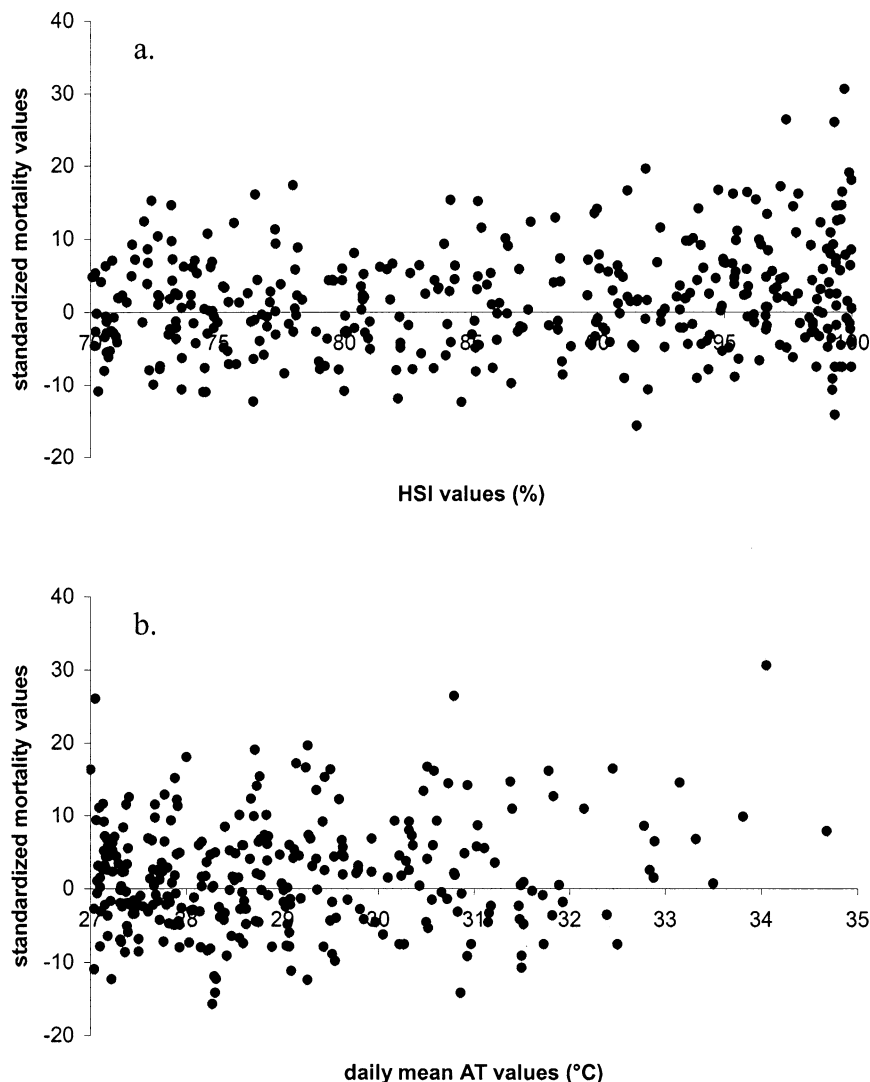 a.
standardized mortality values
40
30
20
10
0
-10
-20
70 75 80 85 90 95 100
HSI values (%)
b.
standardized mortality values
40
30
20
10
0
-10
-20
27 28 29 30 31 32 33 34 35
daily mean AT values (°C)